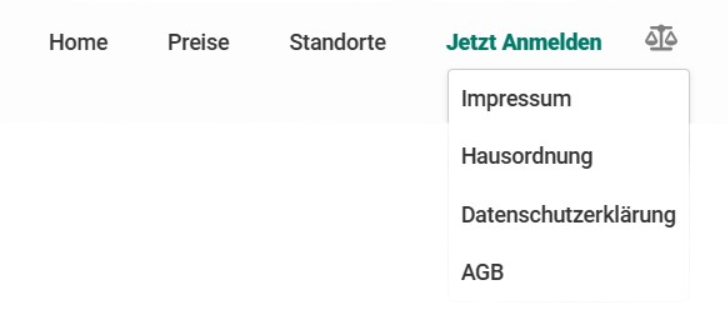 Home Preise Standorte Jetzt Anmelden
Impressum
Hausordnung
Datenschutzerklärung
AGB